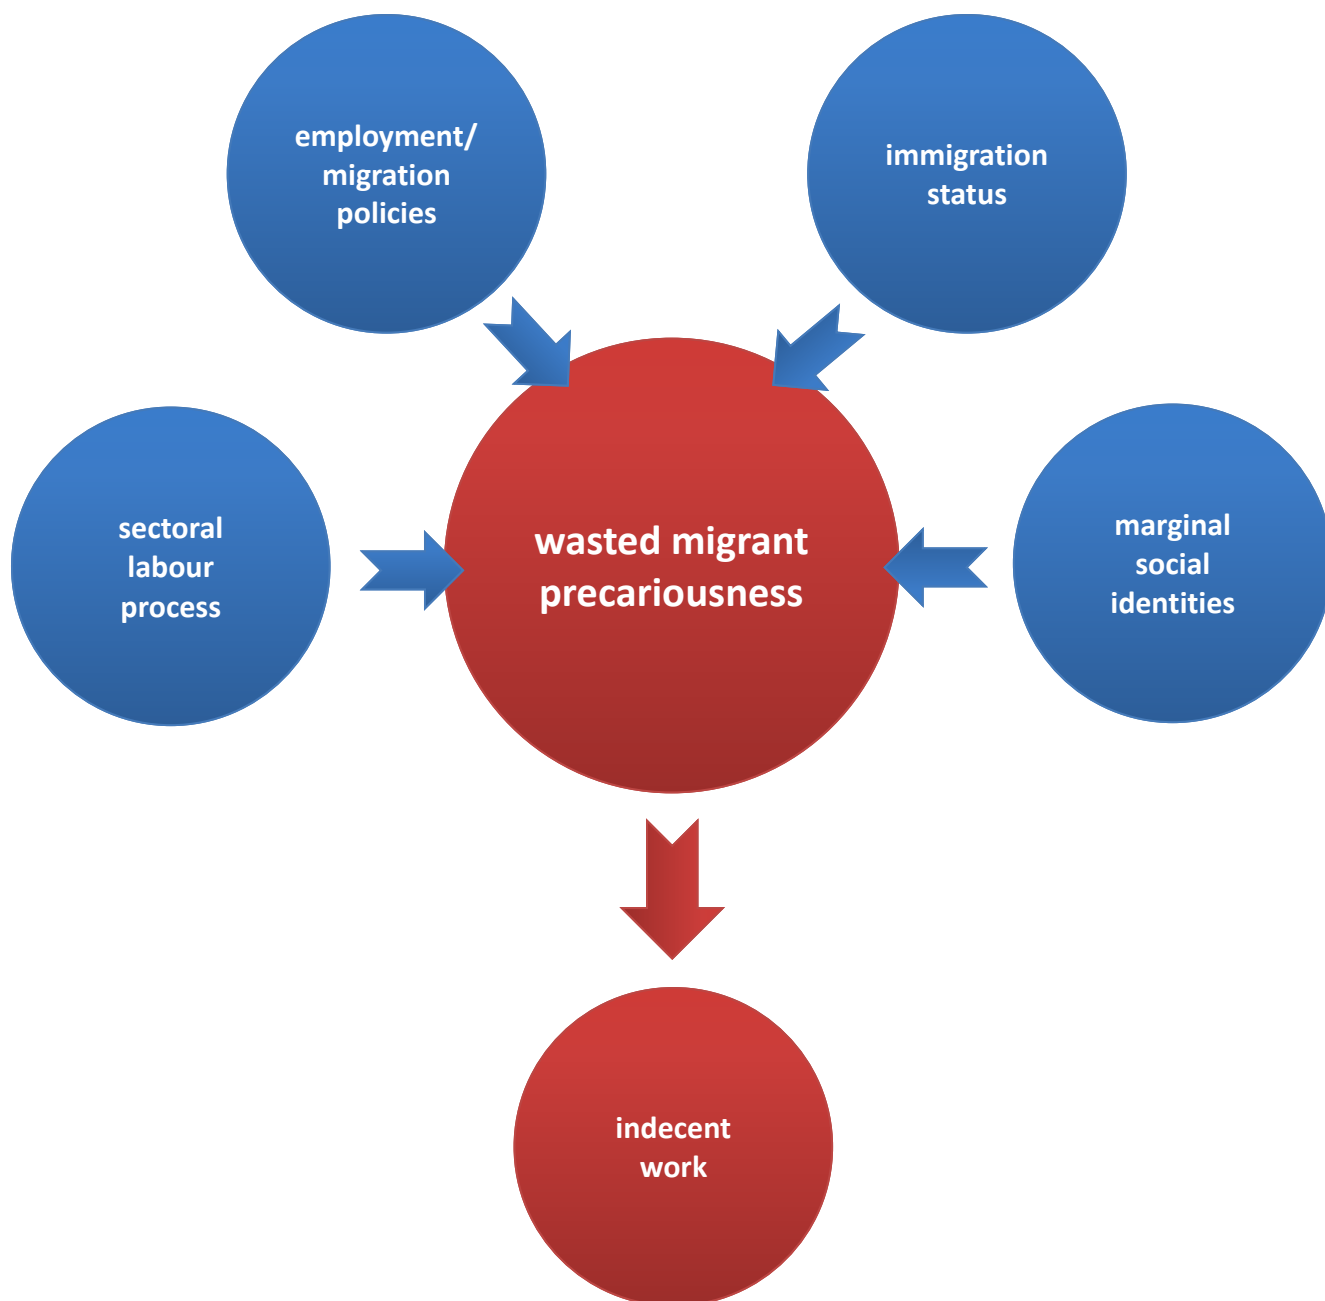 employment/
migration
policies
immigration
status
sectoral
labour
process
wasted migrant
precariousness
marginal
social
identities
indecent
work